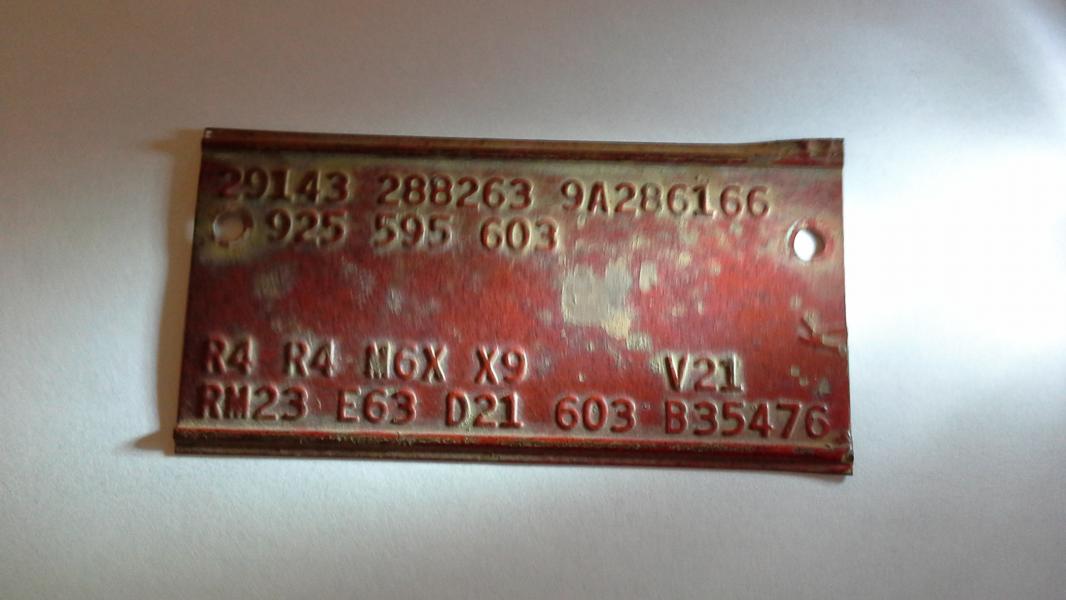 29143 288263 9A286166
925 595 603
R4 R4 M6X X9 V21
RM23 E63 D21 603 B35476